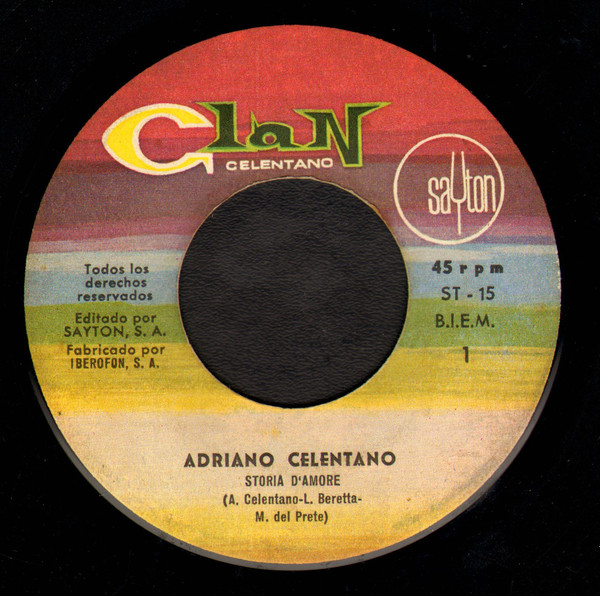 Clan
CELENTANO
sayton
Todos los
derechos
reservados
Editado por
SAYTON, S. A.
Fabricado por
IBEROFON, S. A.
45 rpm
ST - 15
B.I.E.M.
1
ADRIANO CELENTANO
STORIA D'AMORE
(A. Celentano-L. Beretta-
M. del Prete)